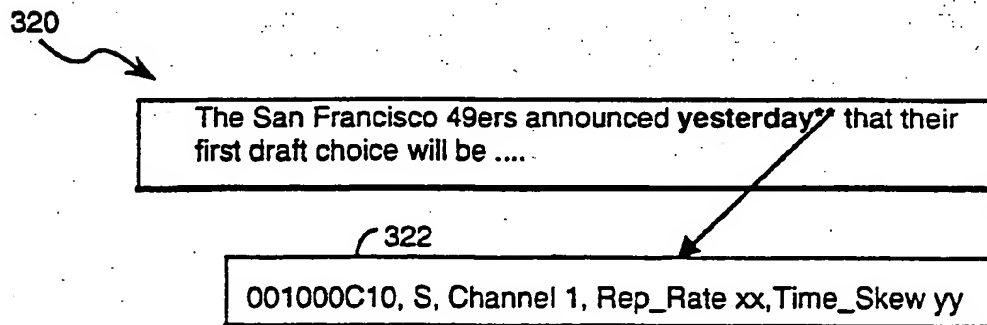 320
The San Francisco 49ers announced yesterday** that their
first draft choice will be ....
322
001000C10, S, Channel 1, Rep_Rate xx,Time_Skew yy